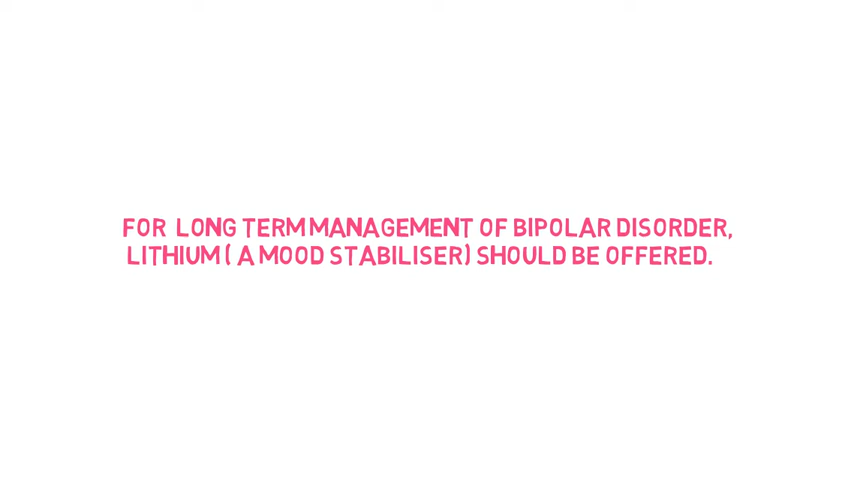 FOR LONG TERM MANAGEMENT OF BIPOLAR DISORDER,
LITHIUM ( A MOOD STABILISER) SHOULD BE OFFERED.